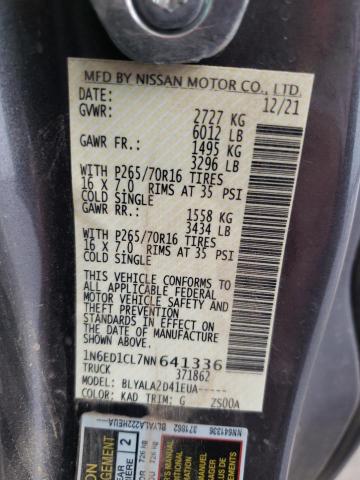 MFD BY NISSAN MOTOR CO., LTD.
DATE: 12/21
GVWR: 2727 KG
6012 LB
GAWR FR: 1495 KG
3296 LB
WITH P265/70R16 TIRES
16 X 7.0 RIMS AT 35 PSI
COLD SINGLE
GAWR RR: 1558 KG
3434 LB
WITH P265/70R16 TIRES
16 X 7.0 RIMS AT 35 PSI
COLD SINGLE
THIS VEHICLE CONFORMS TO
ALL APPLICABLE FEDERAL
MOTOR VEHICLE SAFETY AND
THEFT PREVENTION
STANDARDS IN EFFECT ON
THE DATE OF MANUFACTURE
SHOWN ABOVE.
1N6ED1CL7NN641336
TRUCK 371862
MODEL: BLYALA2D41EUA-----
COLOR: KAD TRIM: G ZS00A
NN641336
371862
2